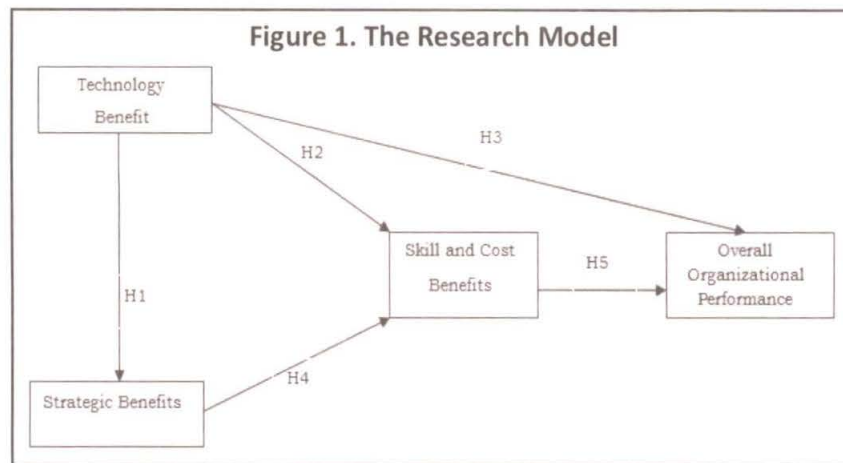 Figure 1. The Research Model
Technology
Benefit
H3
H2
Skill and Cost
Benefits
H5
Overall
Organizational
Performance
H1
H4
Strategic Benefits